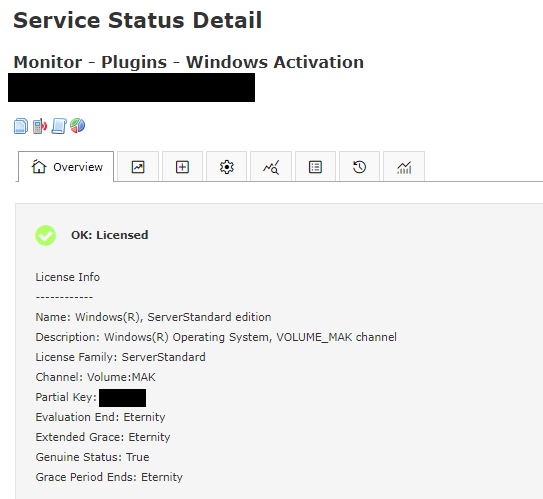 Service Status Detail
Monitor - Plugins - Windows Activation
Overview
OK: Licensed
License Info
------------
Name: Windows(R), ServerStandard edition
Description: Windows(R) Operating System, VOLUME_MAK channel
License Family: ServerStandard
Channel: Volume:MAK
Partial Key:
Evaluation End: Eternity
Extended Grace: Eternity
Genuine Status: True
Grace Period Ends: Eternity